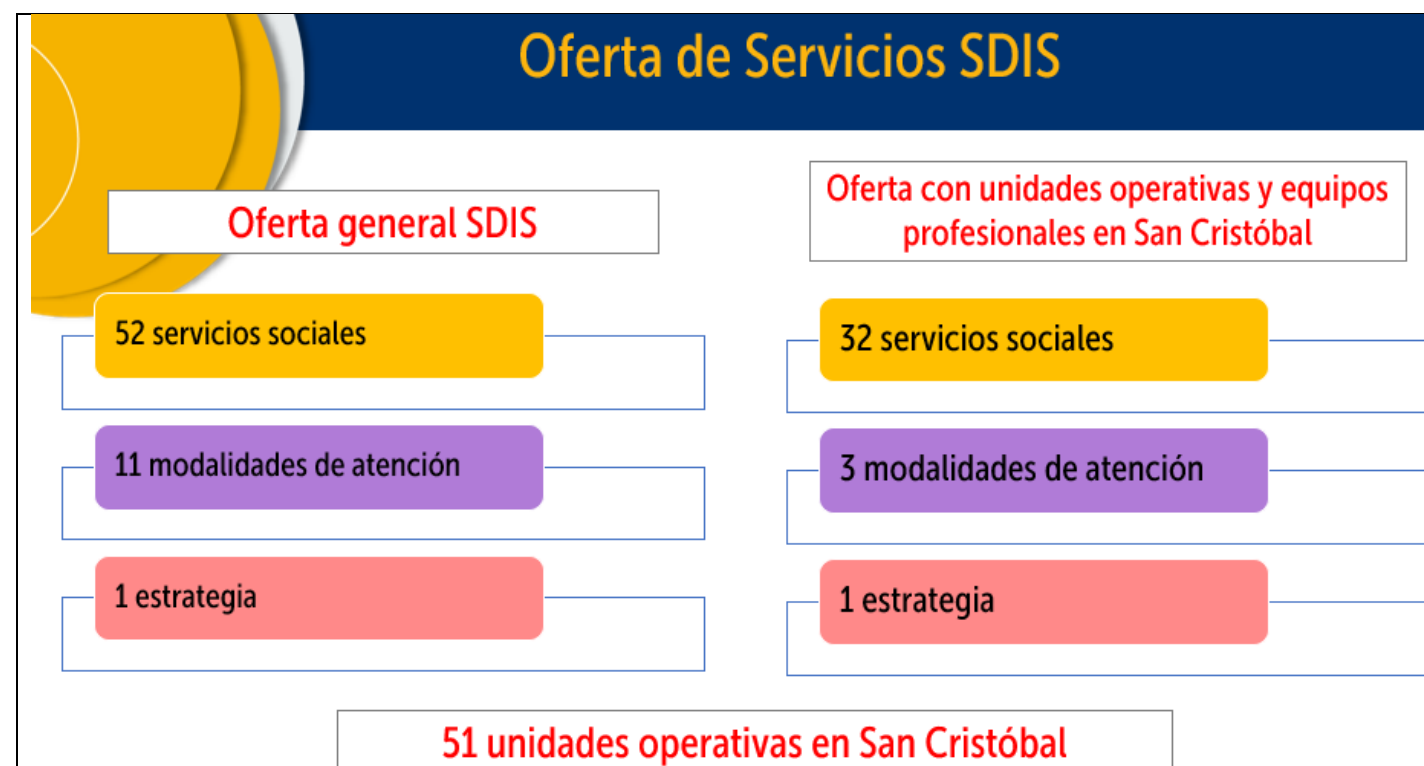 Oferta de Servicios SDIS
Oferta general SDIS
52 servicios sociales
11 modalidades de atención
1 estrategia
Oferta con unidades operativas y equipos
profesionales en San Cristóbal
32 servicios sociales
3 modalidades de atención
1 estrategia
51 unidades operativas en San Cristóbal